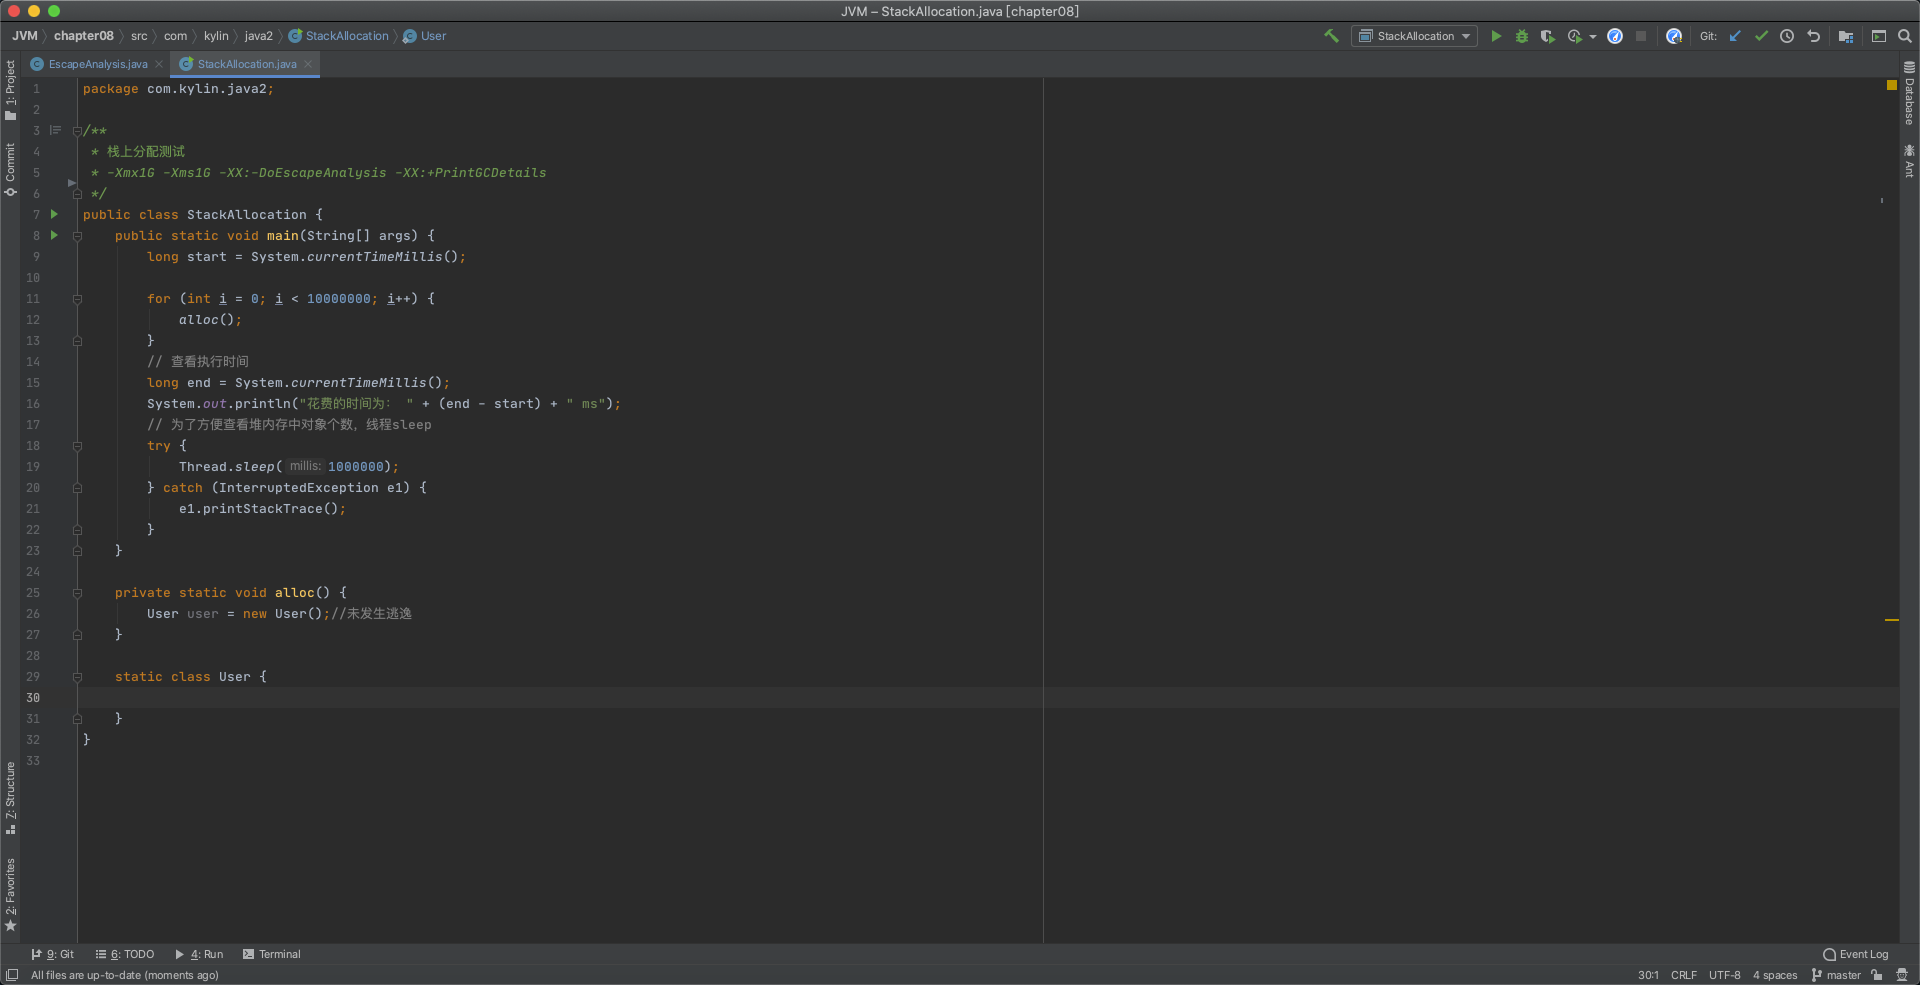 JVM – StackAllocation.java [chapter08]
JVM chapter08 src com kylin java2 StackAllocation User
StackAllocation Git:
EscapeAnalysis.java StackAllocation.java
1: Project
Commit
Z: Structure
2: Favorites
Database
Ant
1 package com.kylin.java2;
2
3 /**
4  * 栈上分配测试
5  * -Xmx1G -Xms1G -XX:-DoEscapeAnalysis -XX:+PrintGCDetails
6  */
7 public class StackAllocation {
8     public static void main(String[] args) {
9         long start = System.currentTimeMillis();
10
11         for (int i = 0; i < 10000000; i++) {
12             alloc();
13         }
14         // 查看执行时间
15         long end = System.currentTimeMillis();
16         System.out.println("花费的时间为： " + (end - start) + " ms");
17         // 为了方便查看堆内存中对象个数，线程sleep
18         try {
19             Thread.sleep( millis: 1000000);
20         } catch (InterruptedException e1) {
21             e1.printStackTrace();
22         }
23     }
24
25     private static void alloc() {
26         User user = new User();//未发生逃逸
27     }
28
29     static class User {
30
31     }
32 }
33
9: Git 6: TODO 4: Run Terminal Event Log
All files are up-to-date (moments ago) 30:1 CRLF UTF-8 4 spaces master